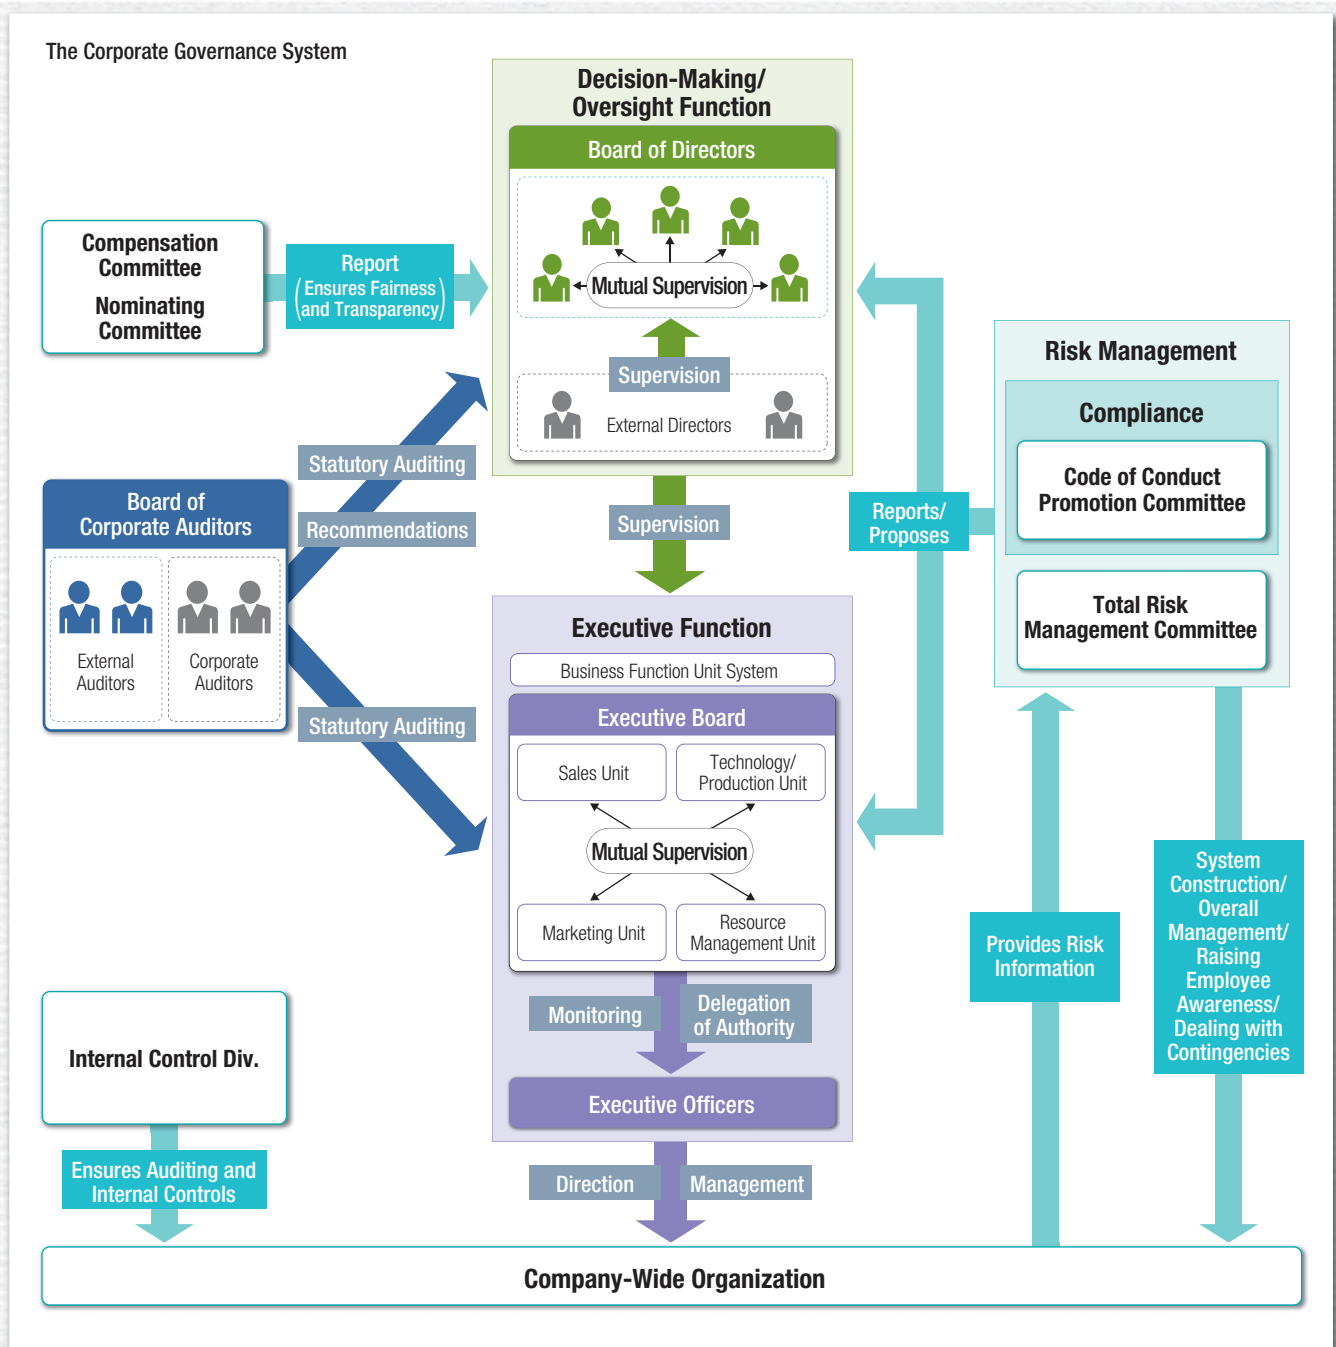 The Corporate Governance System
Decision-Making/
Oversight Function
Board of Directors
Mutual Supervision
Supervision
External Directors
Compensation
Committee
Nominating
Committee
Report
(Ensures Fairness
and Transparency)
Statutory Auditing
Recommendations
Board of
Corporate Auditors
External
Auditors
Corporate
Auditors
Statutory Auditing
Supervision
Reports/
Proposes
Risk Management
Compliance
Code of Conduct
Promotion Committee
Total Risk
Management Committee
Executive Function
Business Function Unit System
Executive Board
Sales Unit
Technology/
Production Unit
Mutual Supervision
Marketing Unit
Resource
Management Unit
Monitoring
Delegation
of Authority
Executive Officers
Direction
Management
Provides Risk
Information
System
Construction/
Overall
Management/
Raising
Employee
Awareness/
Dealing with
Contingencies
Internal Control Div.
Ensures Auditing and
Internal Controls
Company-Wide Organization